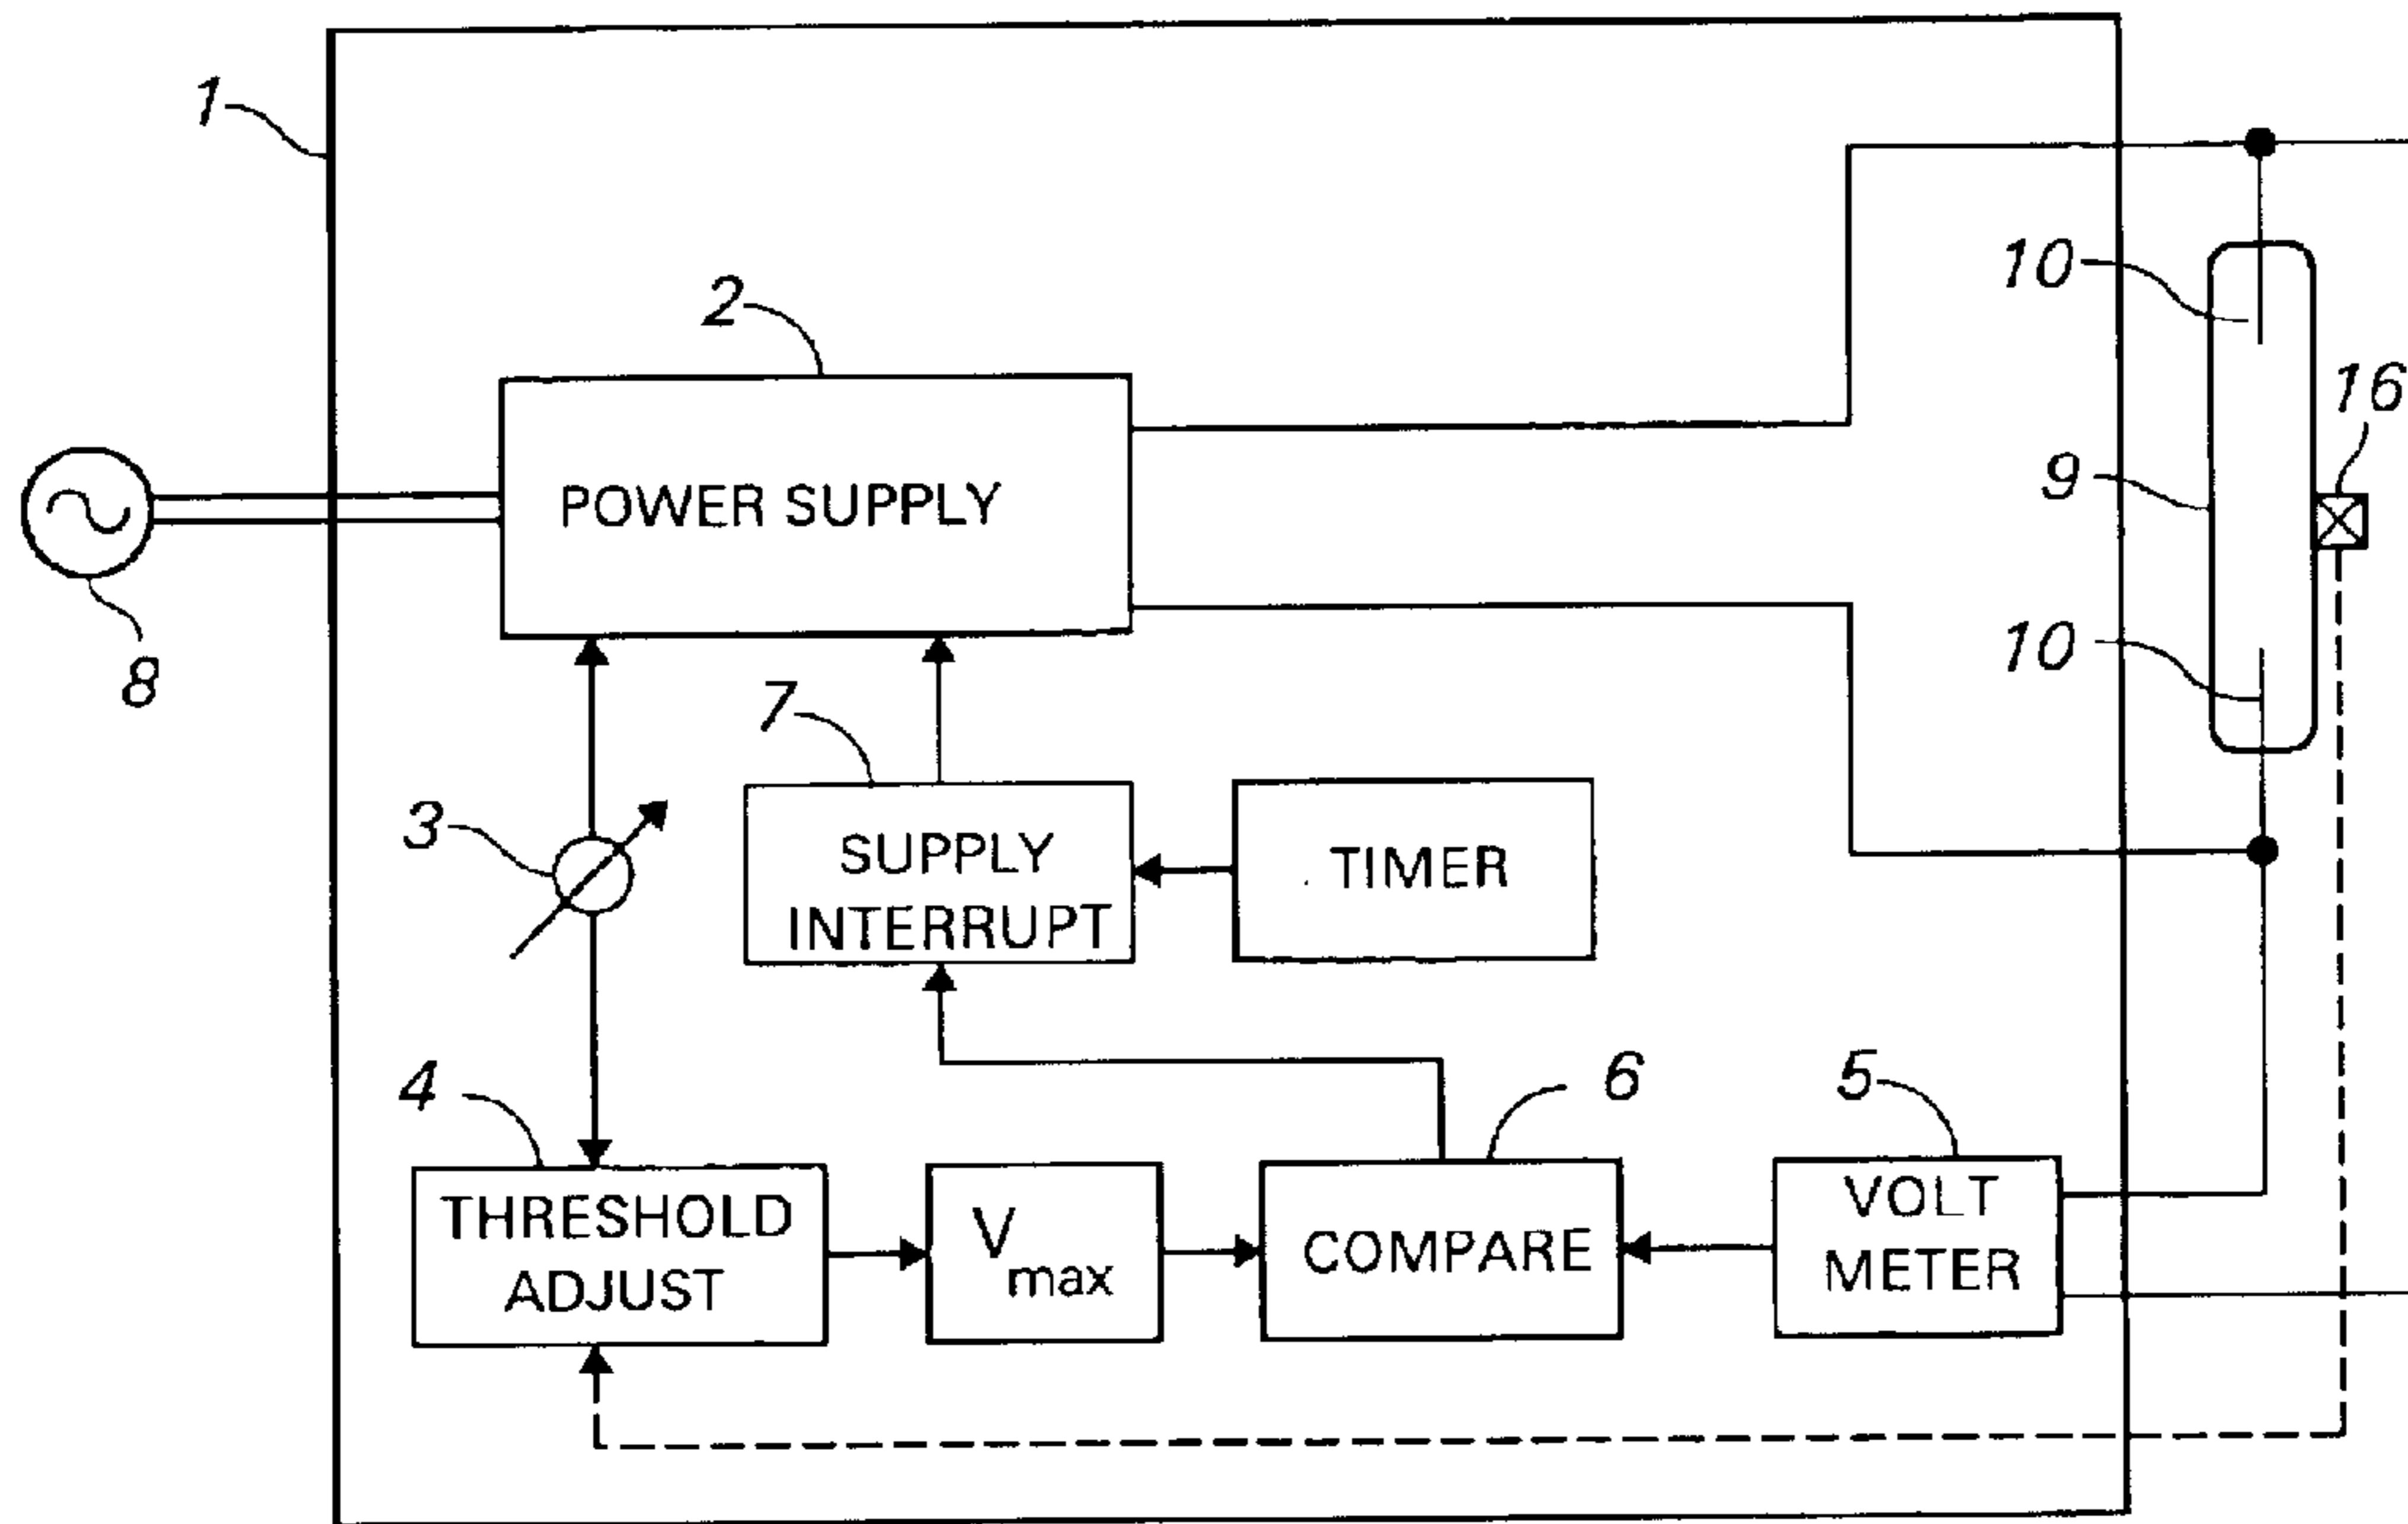 1
10
2
16
9
POWER SUPPLY
8
10
7
3
SUPPLY
INTERRUPT
TIMER
4
6
5
THRESHOLD
ADJUST
V
max
COMPARE
VOLT
METER